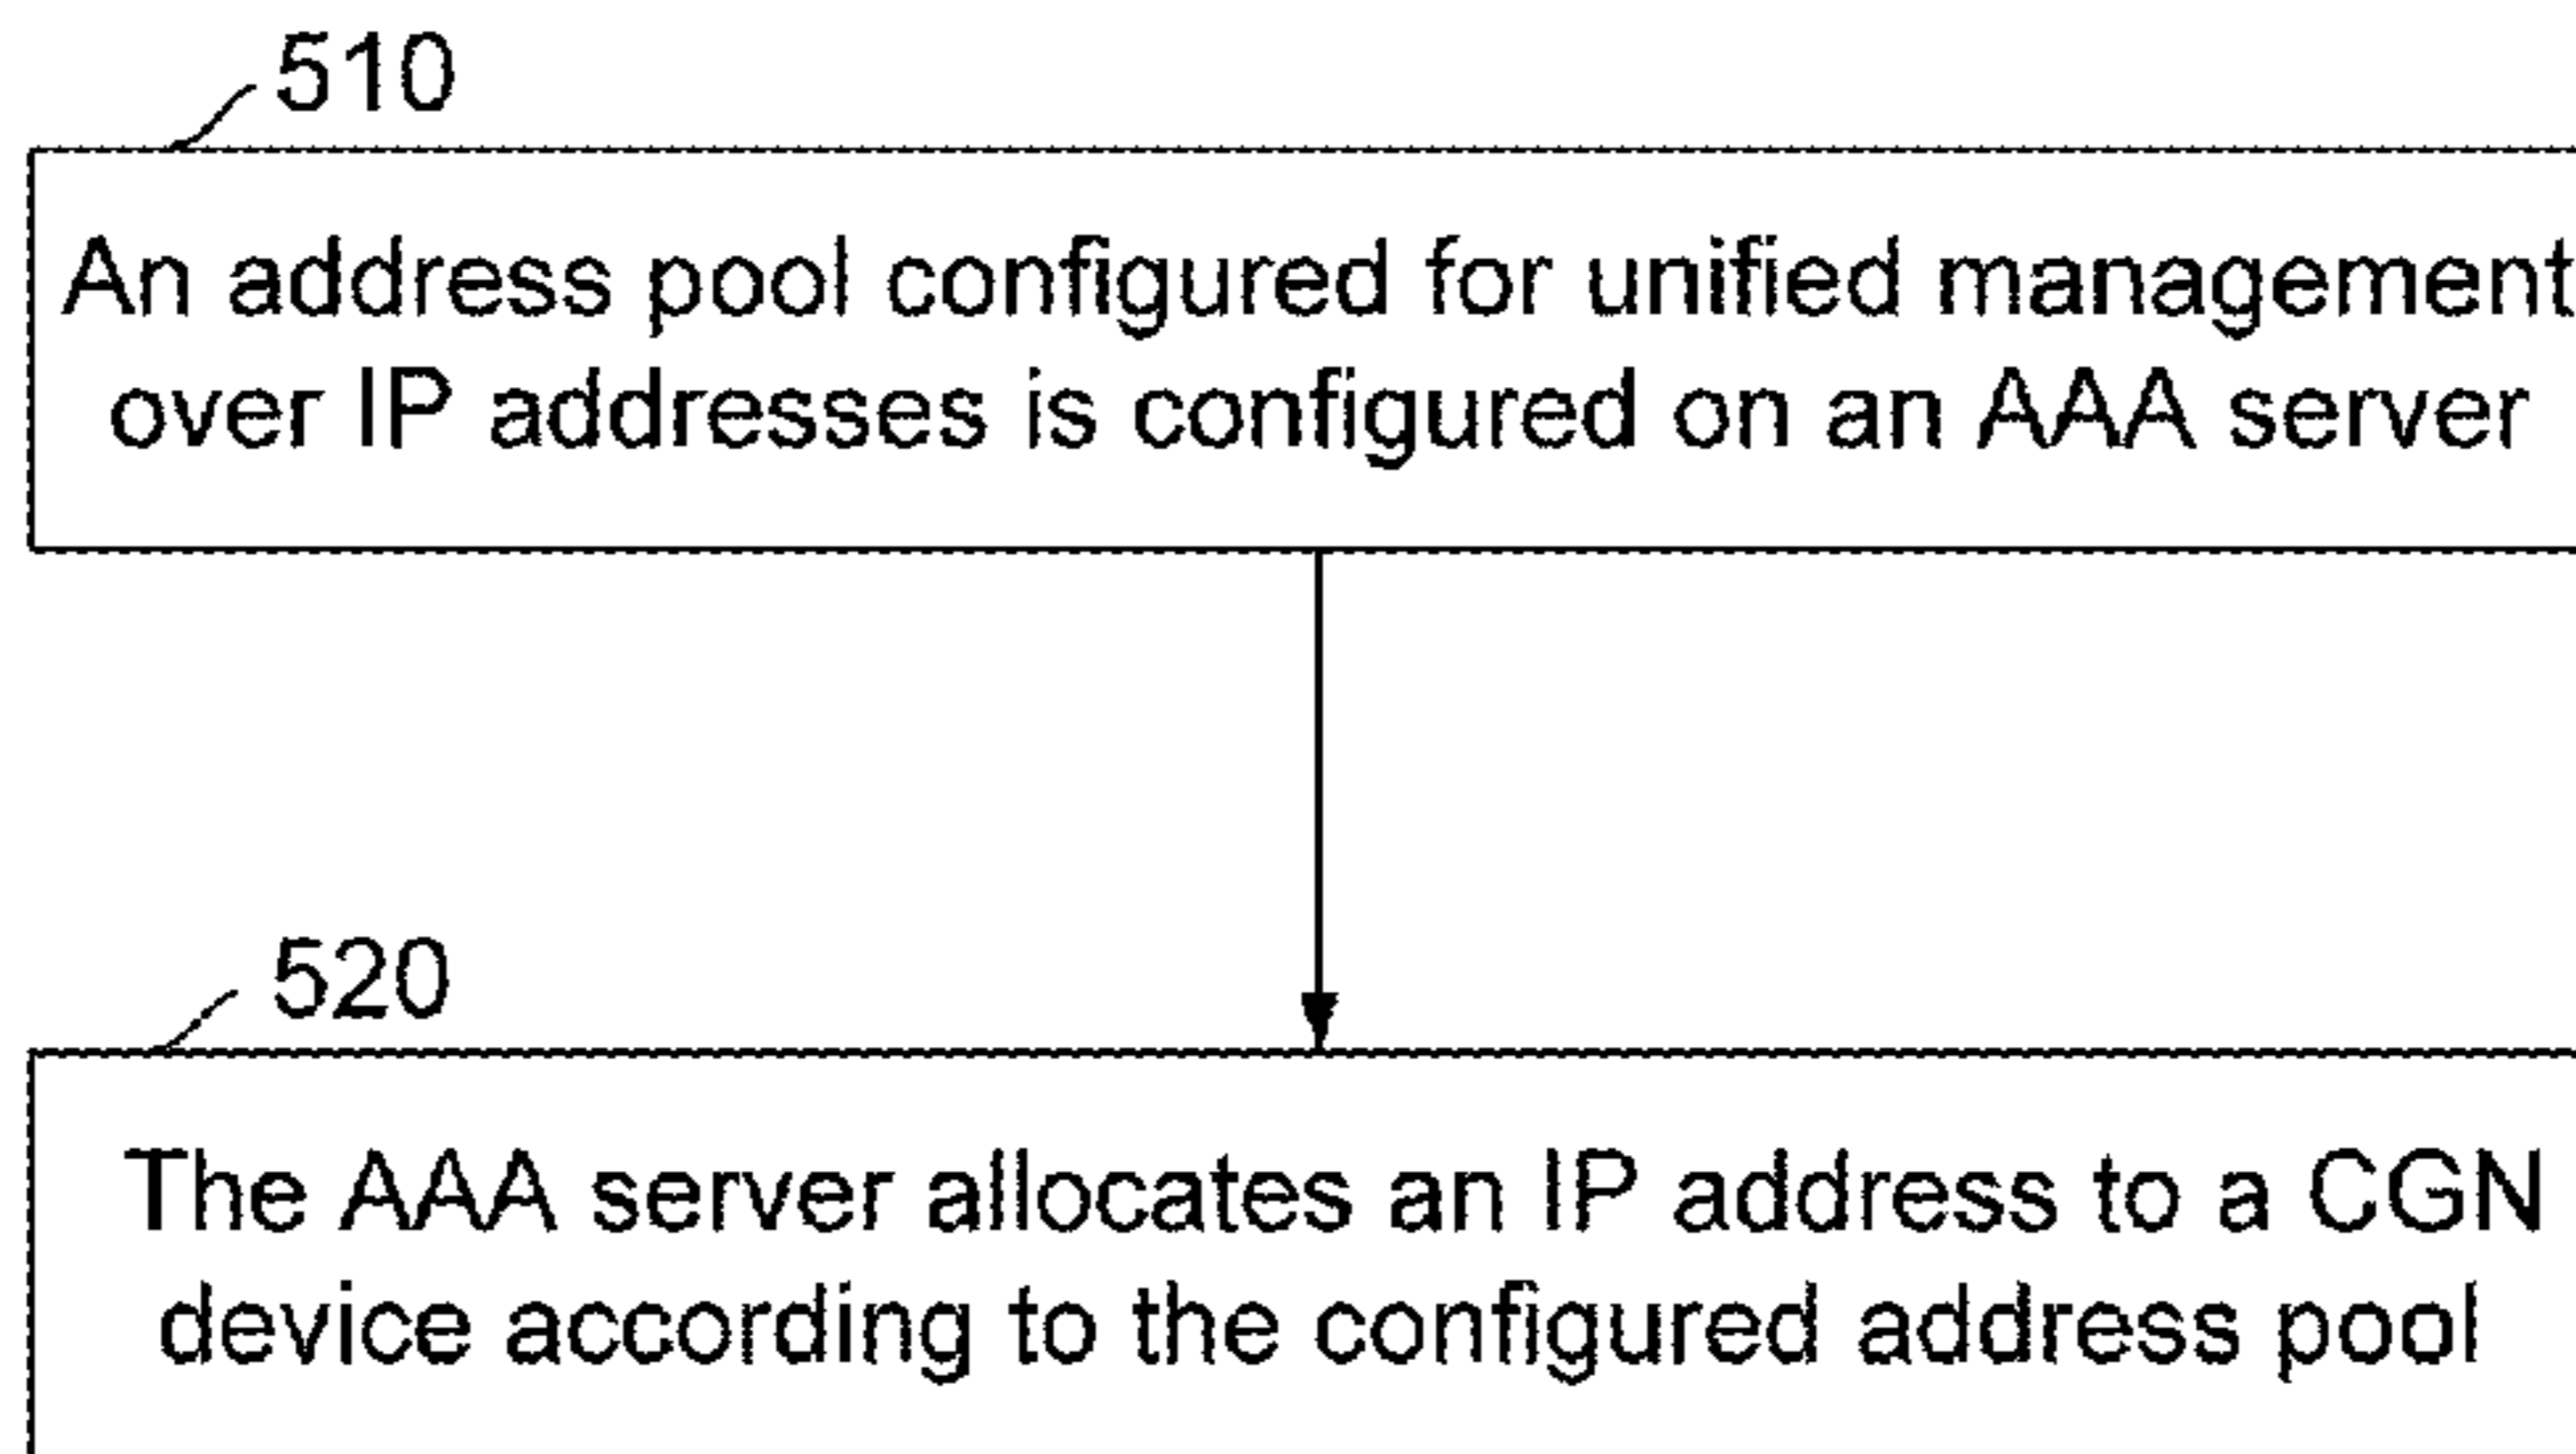 510
An address pool configured for unified management
over IP addresses is configured on an AAA server
520
The AAA server allocates an IP address to a CGN
device according to the configured address pool